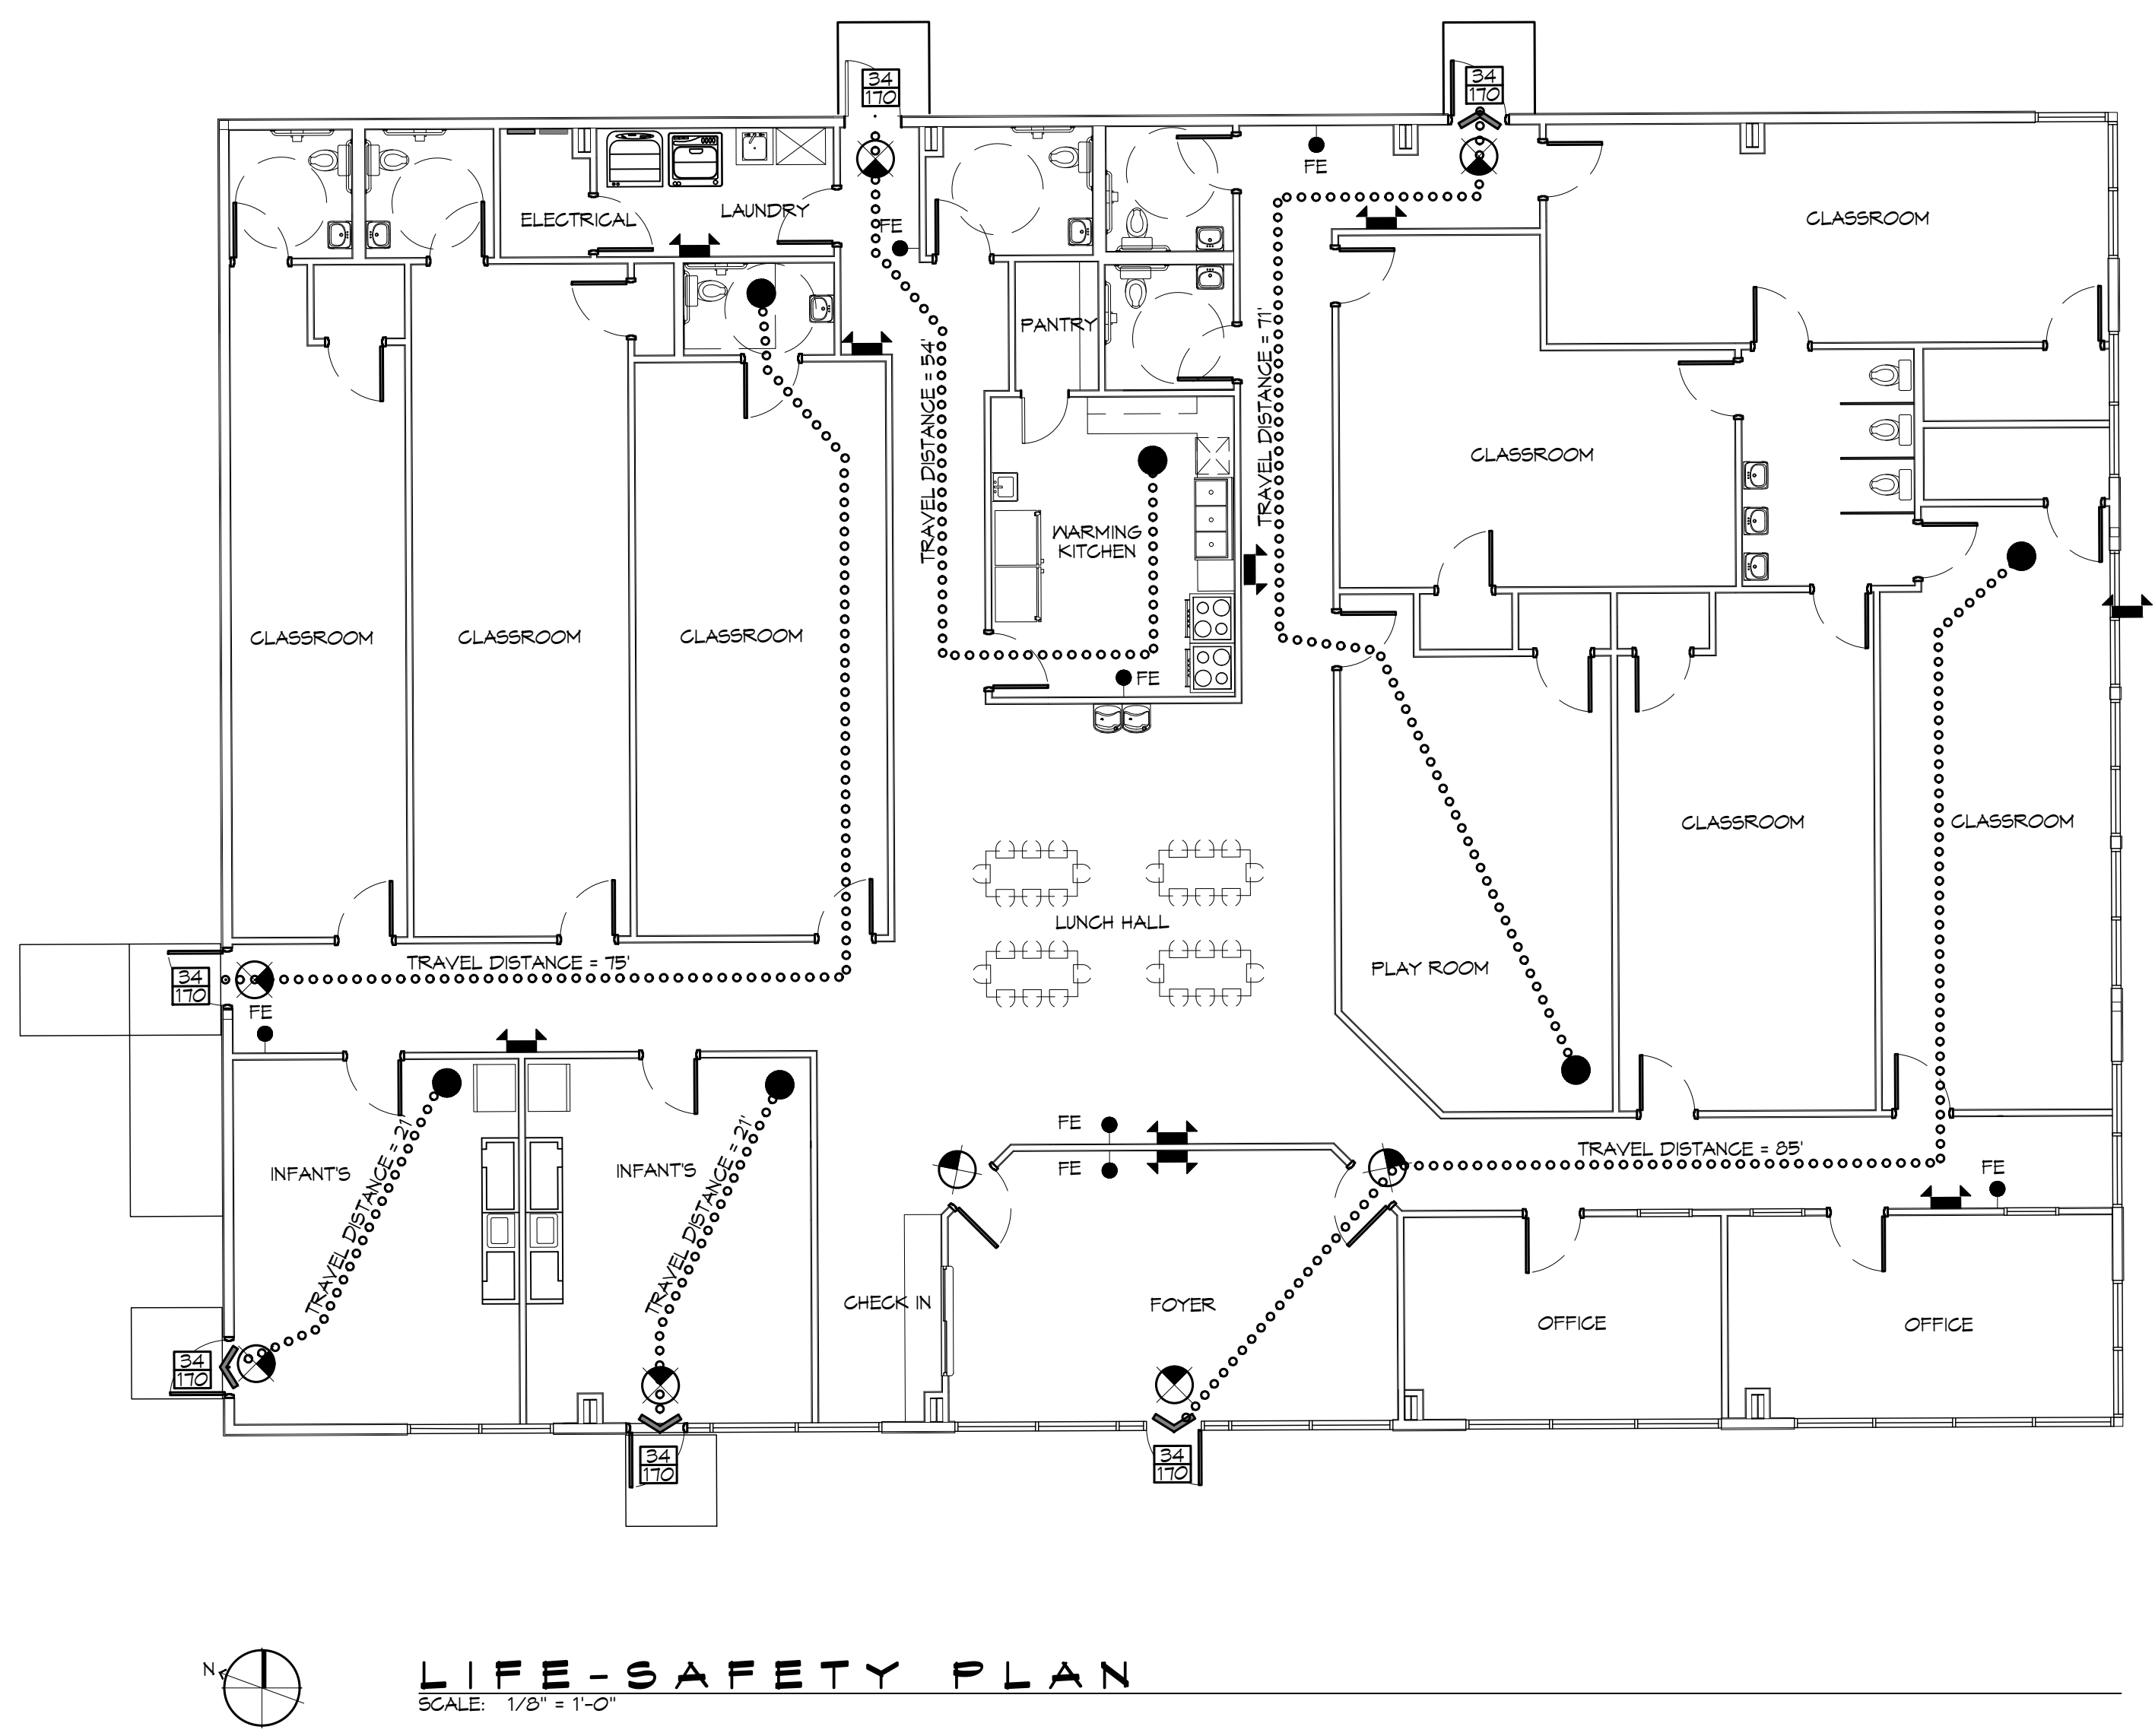 34
170
34
170
FE
ELECTRICAL
LAUNDRY
FE
CLASSROOM
PANTRY
TRAVEL DISTANCE = 54'
TRAVEL DISTANCE = 71'
CLASSROOM
WARMING
KITCHEN
CLASSROOM
CLASSROOM
CLASSROOM
FE
CLASSROOM
CLASSROOM
LUNCH HALL
TRAVEL DISTANCE = 75'
PLAY ROOM
34
170
FE
FE
TRAVEL DISTANCE = 85'
FE
FE
INFANT'S
TRAVEL DISTANCE = 21'
INFANT'S
TRAVEL DISTANCE = 21'
CHECK IN
FOYER
OFFICE
OFFICE
34
170
34
170
34
170
N
LIFE-SAFETY PLAN
SCALE: 1/8" = 1'-0"